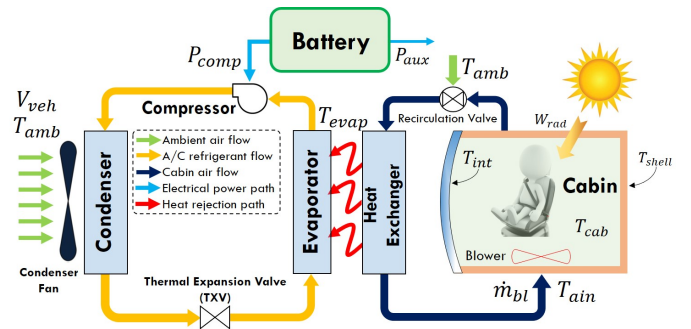 Battery
P_comp
P_aux
T_amb
V_veh
T_amb
Compressor
T_evap
Recirculation Valve
W_rad
Ambient air flow
A/C refrigerant flow
Cabin air flow
Electrical power path
Heat rejection path
Condenser
Evaporator
Heat
Exchanger
T_int
Cabin
T_shell
T_cab
Blower
Condenser
Fan
Thermal Expansion Valve
(TXV)
ṁ_bl
T_ain